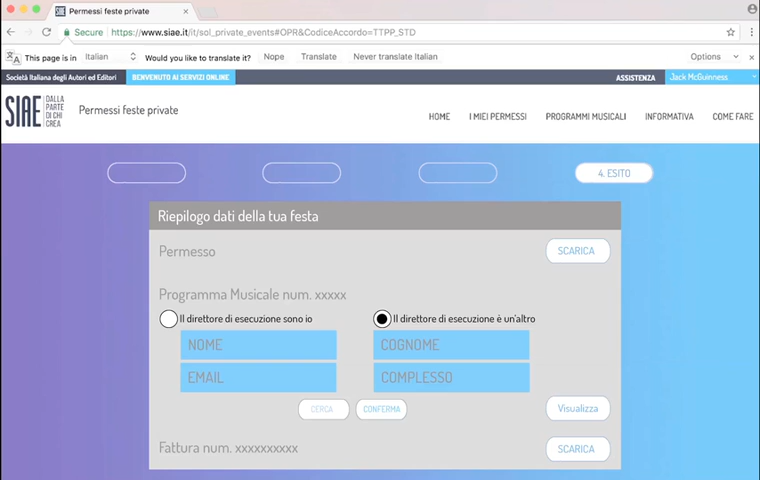 Permessi feste private
Secure https://www.siae.it/it/sol_private_events#OPR&CodiceAccordo=TTPP_STD
This page is in Italian Would you like to translate it? Nope Translate Never translate Italian Options
Società Italiana degli Autori ed Editori BENVENUTO AI SERVIZI ONLINE ASSISTENZA Jack McGuinness
SIAE DALLA PARTE DI CHI CREA
Permessi feste private
HOME I MIEI PERMESSI PROGRAMMI MUSICALI INFORMATIVA COME FARE
4. ESITO
Riepilogo dati della tua festa
Permesso SCARICA
Programma Musicale num. xxxxx
Il direttore di esecuzione sono io Il direttore di esecuzione è un'altro
NOME COGNOME
EMAIL COMPLESSO
CERCA CONFERMA Visualizza
Fattura num. xxxxxxxxxx SCARICA